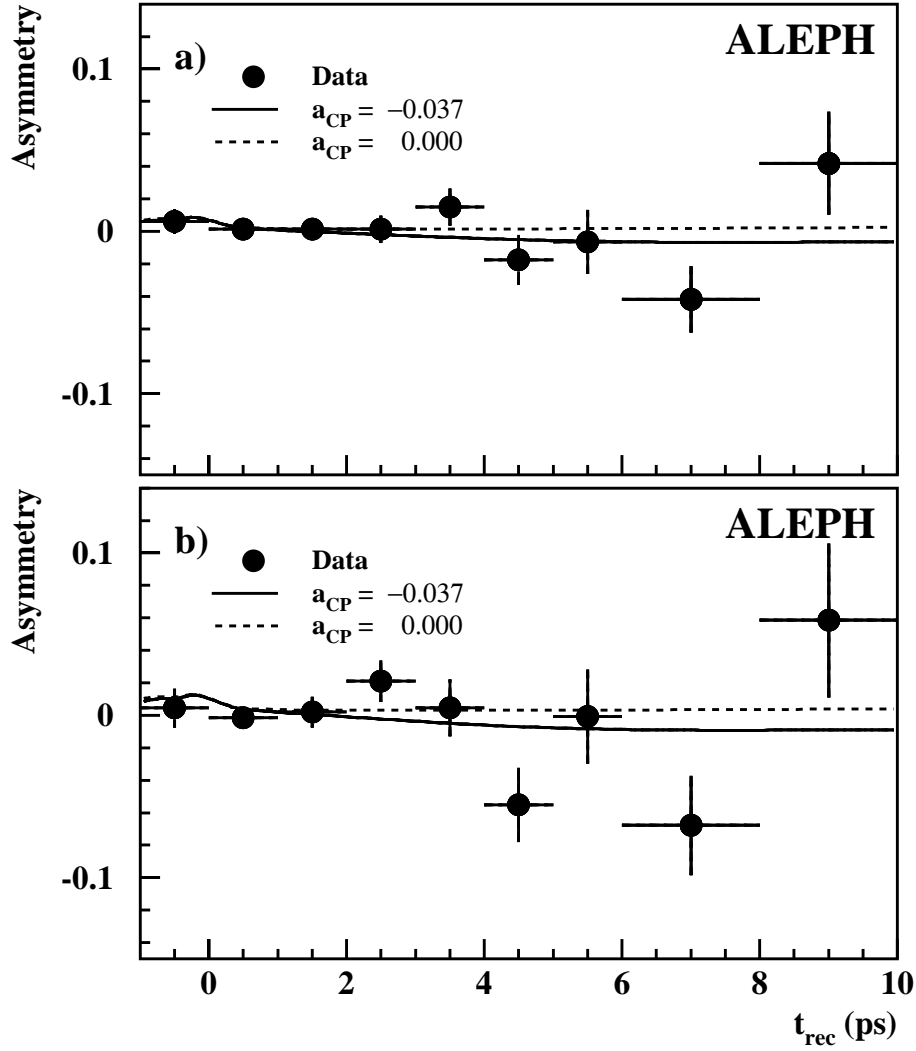 ALEPH
a)
Data
a_CP = −0.037
a_CP = 0.000
Asymmetry
0.1
0
-0.1
ALEPH
b)
Data
a_CP = −0.037
a_CP = 0.000
Asymmetry
0.1
0
-0.1
0 2 4 6 8 10
t_rec (ps)